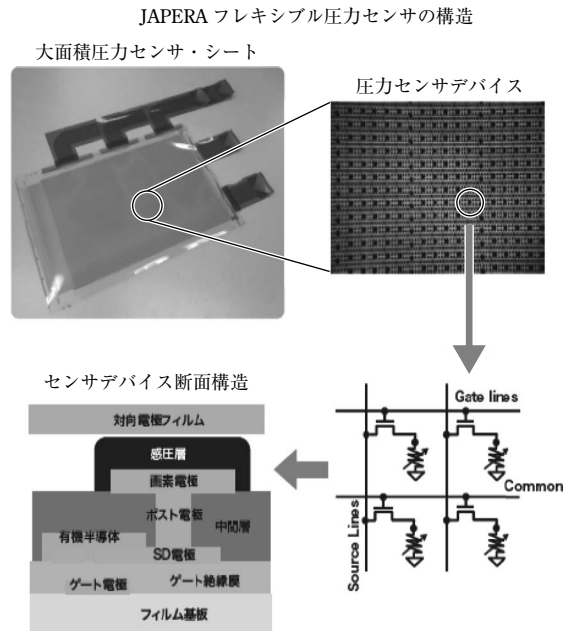 JAPERA フレキシブル圧力センサの構造
大面積圧力センサ・シート
圧力センサデバイス
センサデバイス断面構造
対向電極フィルム
感圧層
画素電極
ポスト電極
中間層
有機半導体
SD電極
ゲート電極
ゲート絶縁膜
フィルム基板
Gate lines
Common
Source Lines